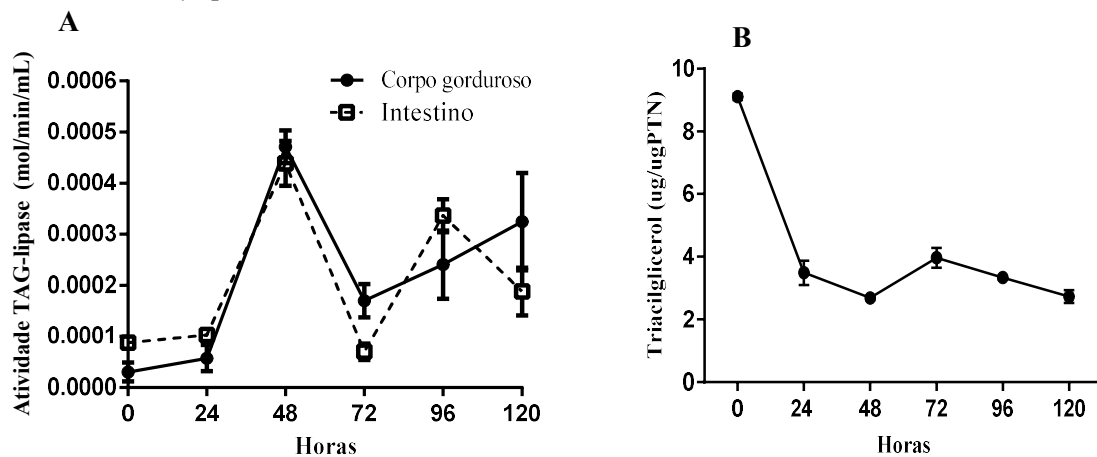 A
Atividade TAG-lipase (mol/min/mL)
0.0006
0.0005
0.0004
0.0003
0.0002
0.0001
0.0000
Corpo gorduroso
Intestino
0 24 48 72 96 120
Horas
B
Triacilglicerol (ug/ugPTN)
10
8
6
4
2
0
0 24 48 72 96 120
Horas